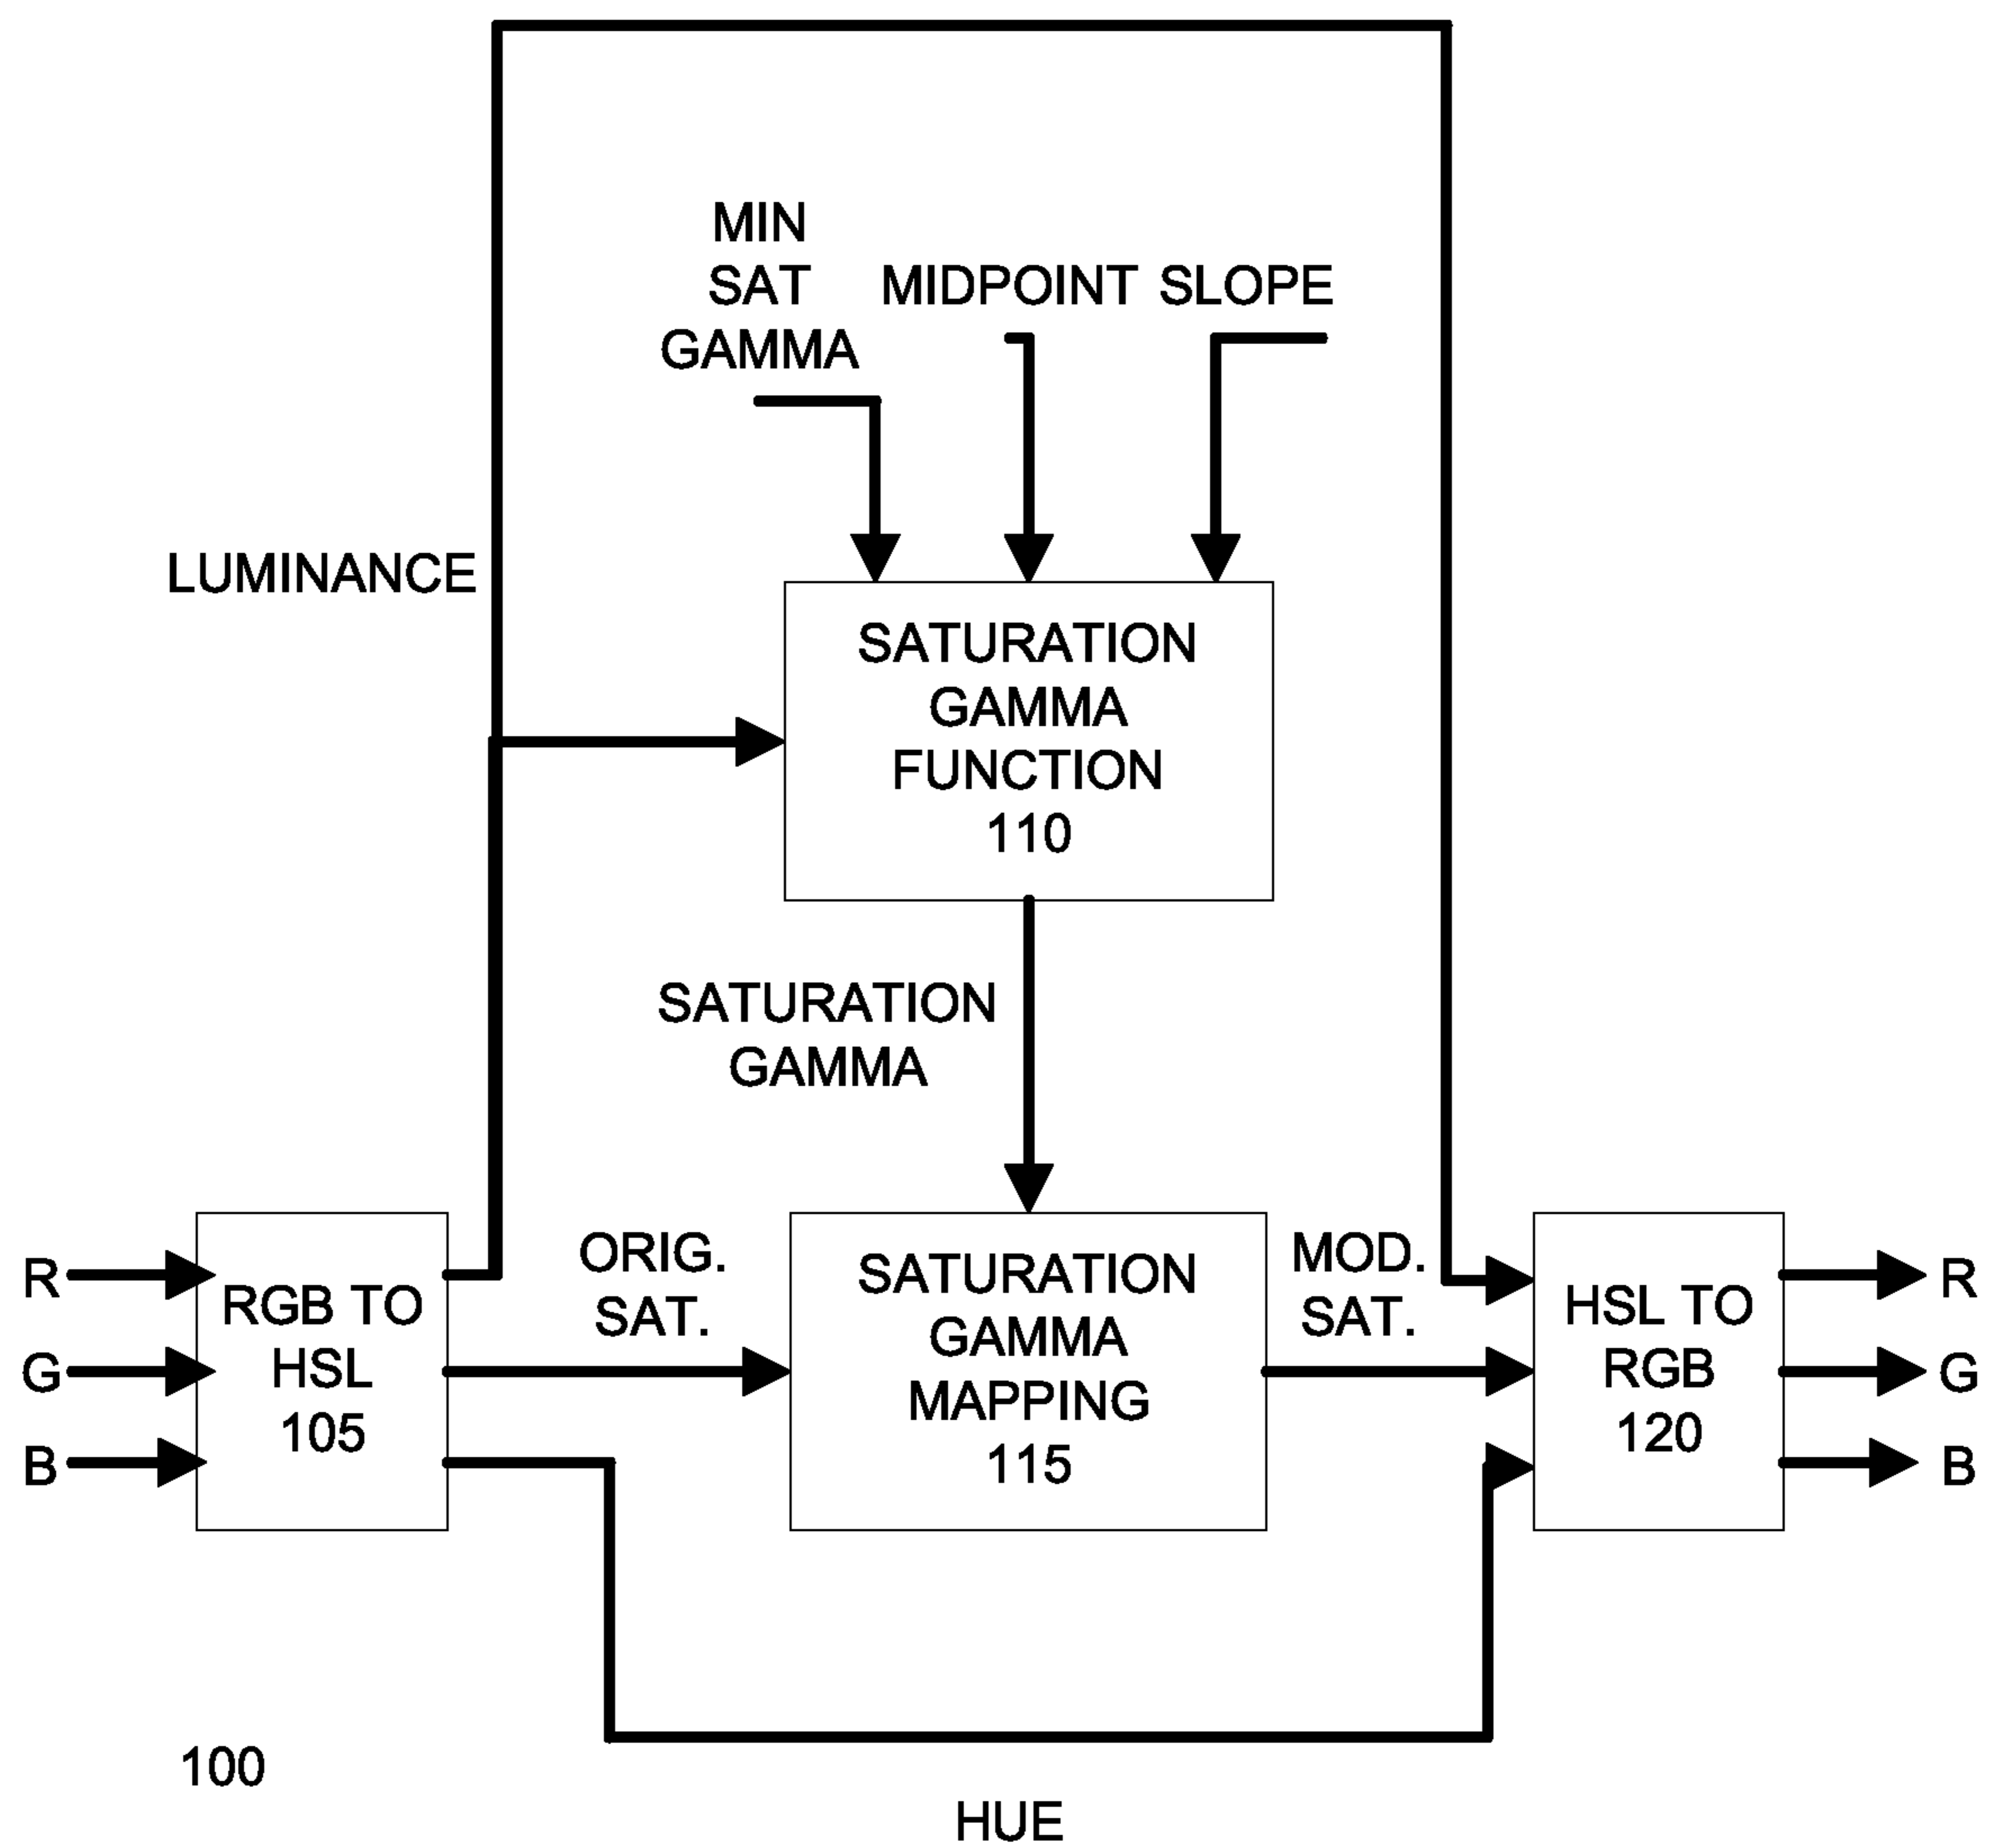 MIN
SAT
GAMMA
MIDPOINT
SLOPE
LUMINANCE
SATURATION
GAMMA
FUNCTION
110
SATURATION
GAMMA
R
G
B
RGB TO
HSL
105
ORIG.
SAT.
SATURATION
GAMMA
MAPPING
115
MOD.
SAT.
HSL TO
RGB
120
R
G
B
100
HUE